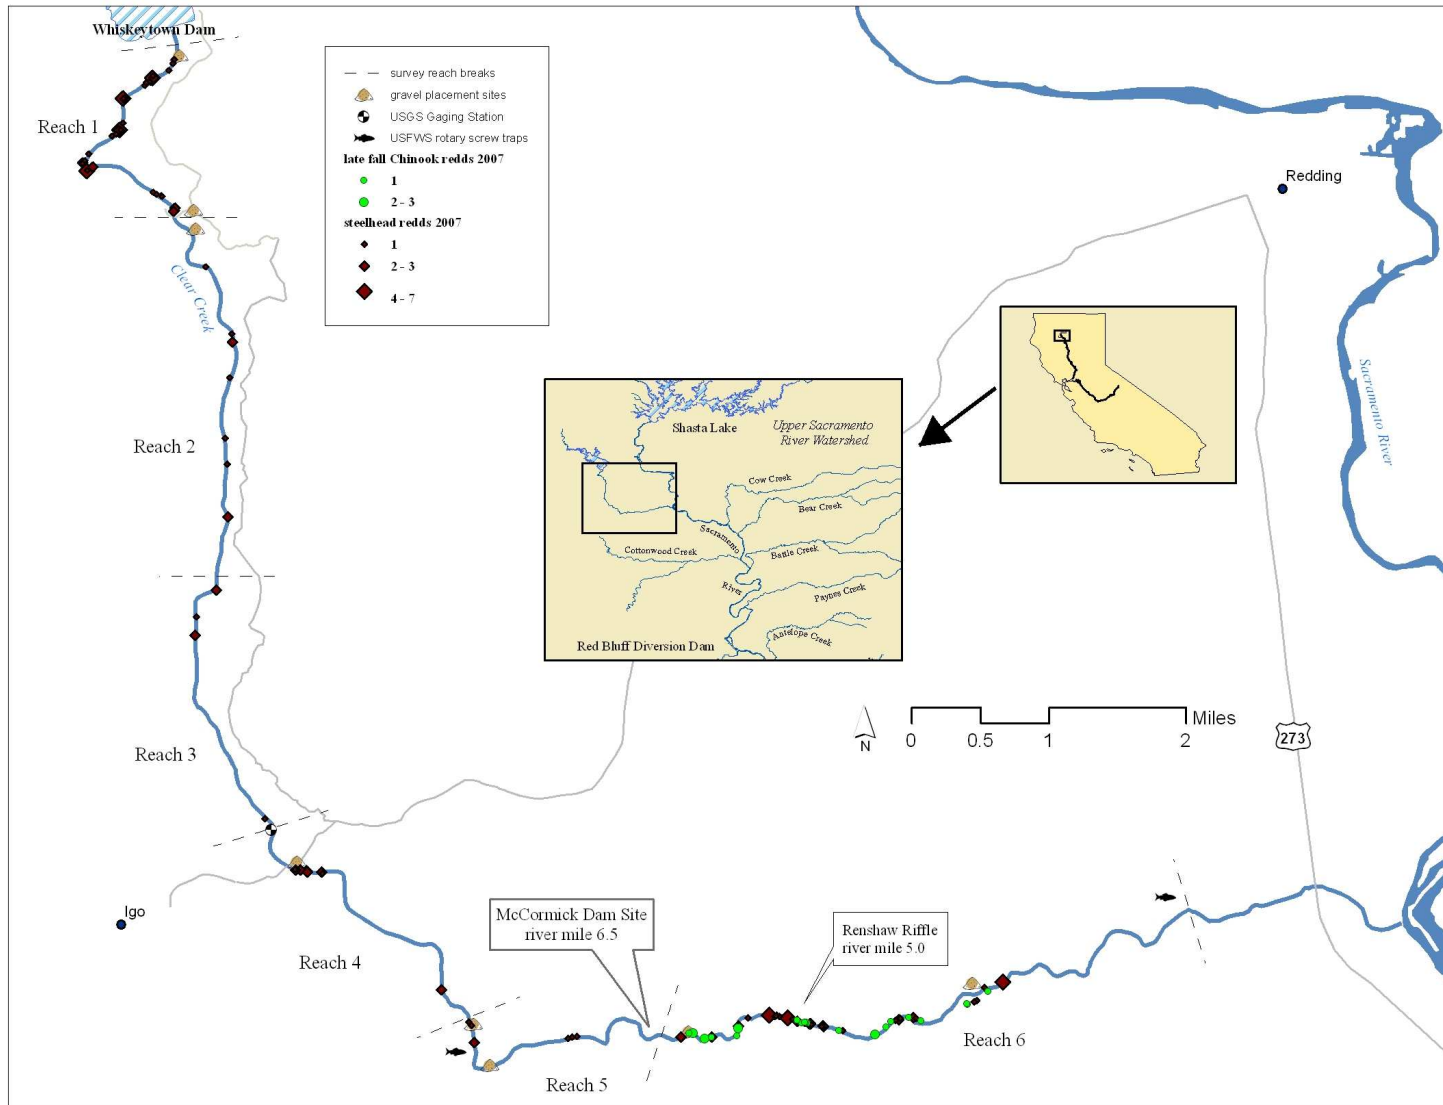 Whiskeytown Dam
survey reach breaks
gravel placement sites
USGS Gaging Station
USFWS rotary screw traps
late fall Chinook redds 2007
1
2 - 3
steelhead redds 2007
1
2 - 3
4 - 7
Reach 1
Redding
Clear Creek
Sacramento River
Shasta Lake
Upper Sacramento
River Watershed
Cow Creek
Bear Creek
Sacramento
River
Cottonwood Creek
Battle Creek
Paynes Creek
Antelope Creek
Red Bluff Diversion Dam
Reach 2
Reach 3
N
Miles
0 0.5 1 2
273
Igo
McCormick Dam Site
river mile 6.5
Renshaw Riffle
river mile 5.0
Reach 4
Reach 5
Reach 6